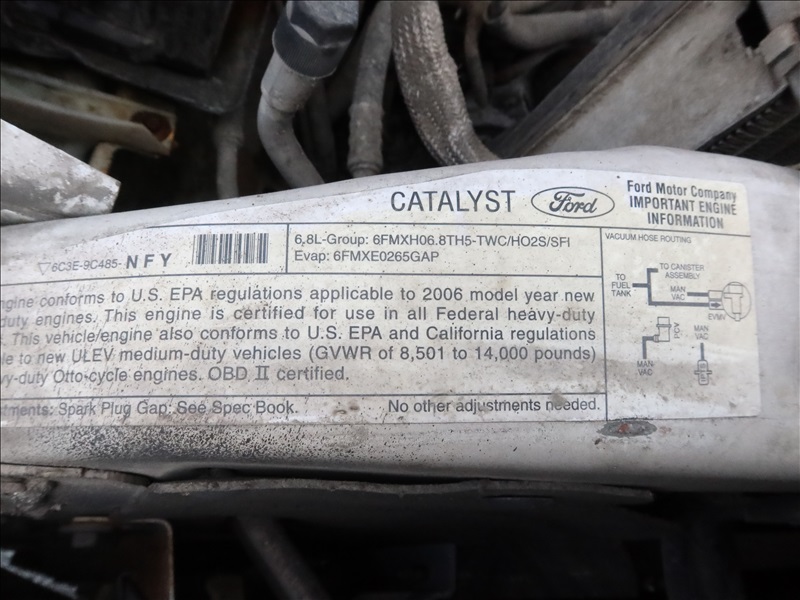 CATALYST Ford
Ford Motor Company
IMPORTANT ENGINE
INFORMATION
6C3E-9C485- NFY
6.8L-Group: 6FMXH06.8TH5-TWC/HO2S/SFI
Evap: 6FMXE0265GAP
VACUUM HOSE ROUTING
TO CANISTER
ASSEMBLY
TO
FUEL
TANK
MAN
VAC
EVMV
PCV
MAN
VAC
MAN
VAC
ngine conforms to U.S. EPA regulations applicable to 2006 model year new
duty engines. This engine is certified for use in all Federal heavy-duty
. This vehicle/engine also conforms to U.S. EPA and California regulations
le to new ULEV medium-duty vehicles (GVWR of 8,501 to 14,000 pounds)
vy-duty Otto-cycle engines. OBD II certified.
tments: Spark Plug Gap: See Spec Book. No other adjustments needed.